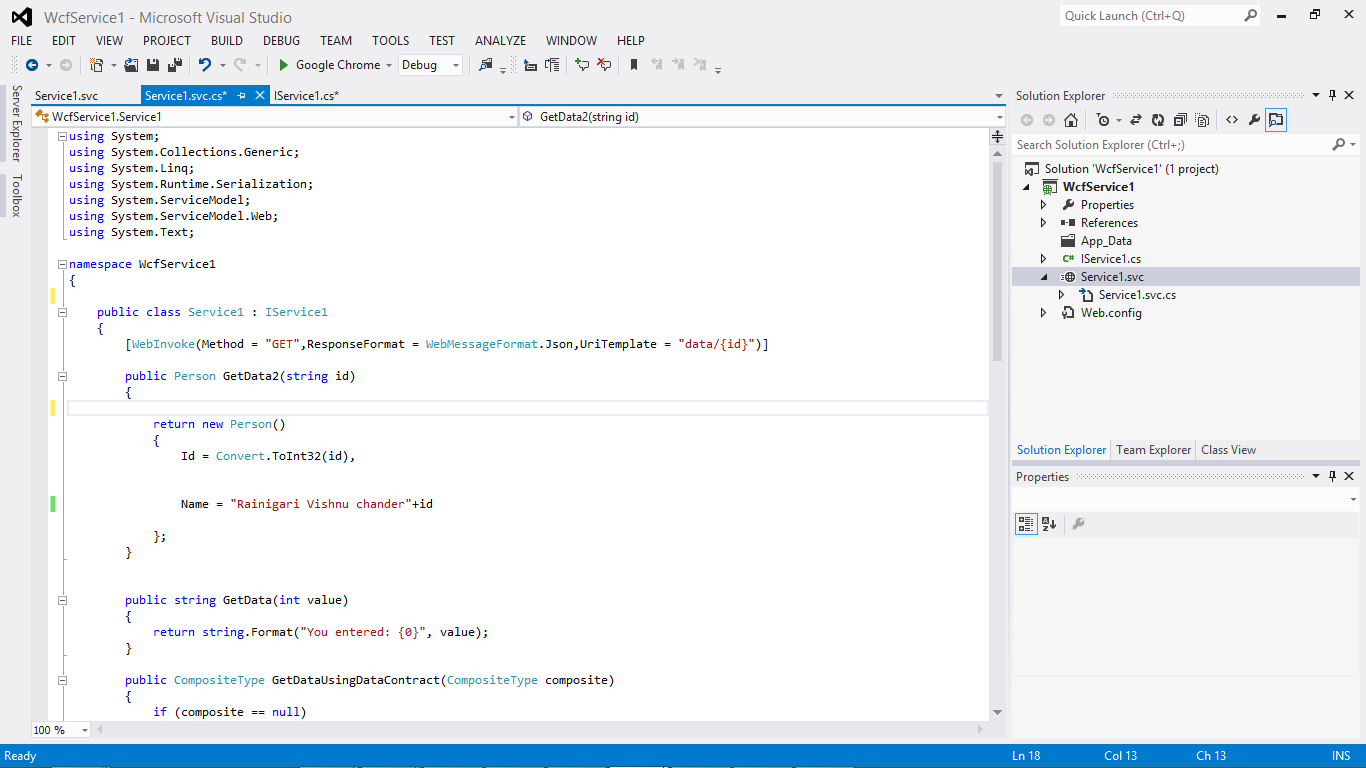 WcfService1 - Microsoft Visual Studio
Quick Launch (Ctrl+Q)
FILE EDIT VIEW PROJECT BUILD DEBUG TEAM TOOLS TEST ANALYZE WINDOW HELP
Google Chrome Debug
Server Explorer
Toolbox
Service1.svc Service1.svc.cs* IService1.cs*
WcfService1.Service1 GetData2(string id)
using System;
using System.Collections.Generic;
using System.Linq;
using System.Runtime.Serialization;
using System.ServiceModel;
using System.ServiceModel.Web;
using System.Text;
namespace WcfService1
{
public class Service1 : IService1
{
[WebInvoke(Method = "GET",ResponseFormat = WebMessageFormat.Json,UriTemplate = "data/{id}")]
public Person GetData2(string id)
{
return new Person()
{
Id = Convert.ToInt32(id),
Name = "Rainigari Vishnu chander"+id
};
}
public string GetData(int value)
{
return string.Format("You entered: {0}", value);
}
public CompositeType GetDataUsingDataContract(CompositeType composite)
{
if (composite == null)
100 %
Solution Explorer
Search Solution Explorer (Ctrl+;)
Solution 'WcfService1' (1 project)
WcfService1
Properties
References
App_Data
C# IService1.cs
Service1.svc
Service1.svc.cs
Web.config
Solution Explorer Team Explorer Class View
Properties
Ready Ln 18 Col 13 Ch 13 INS